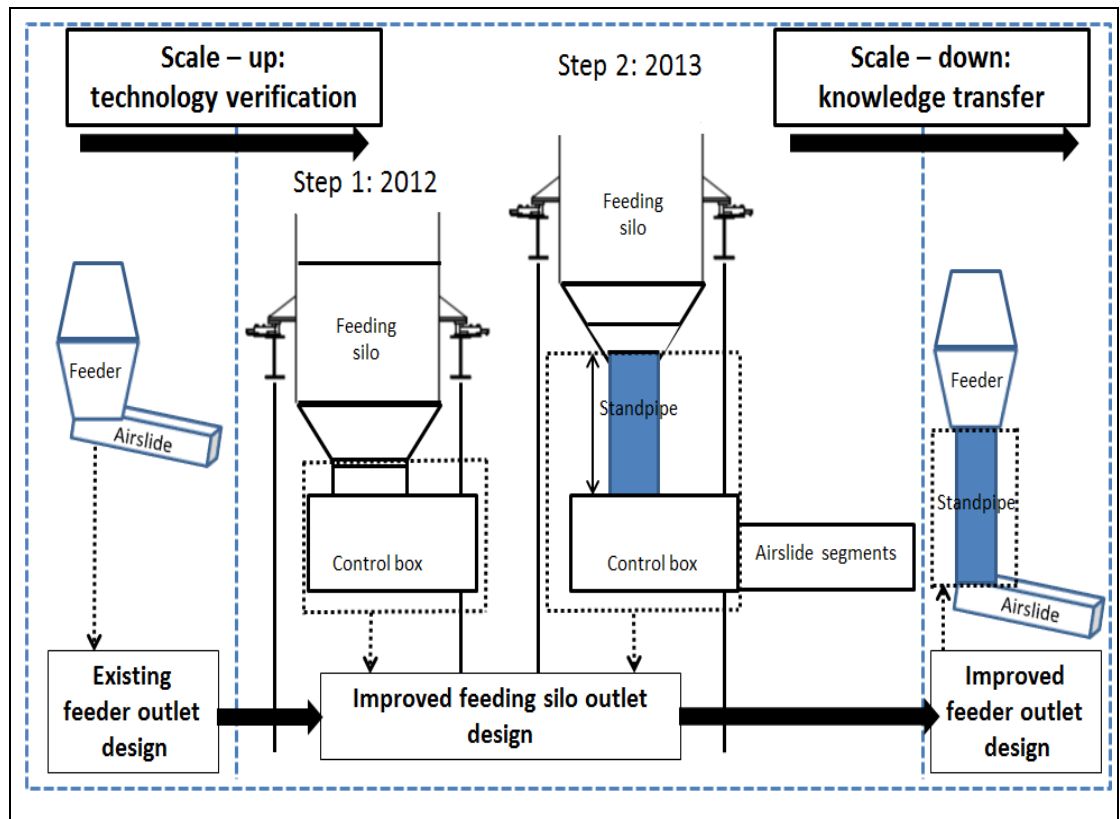 Scale – up:
technology verification
Step 2: 2013
Scale – down:
knowledge transfer
Step 1: 2012
Feeding
silo
Feeding
silo
Feeder
Airslide
Standpipe
Control box
Control box
Airslide segments
Feeder
Standpipe
Airslide
Existing
feeder outlet
design
Improved feeding silo outlet
design
Improved
feeder outlet
design